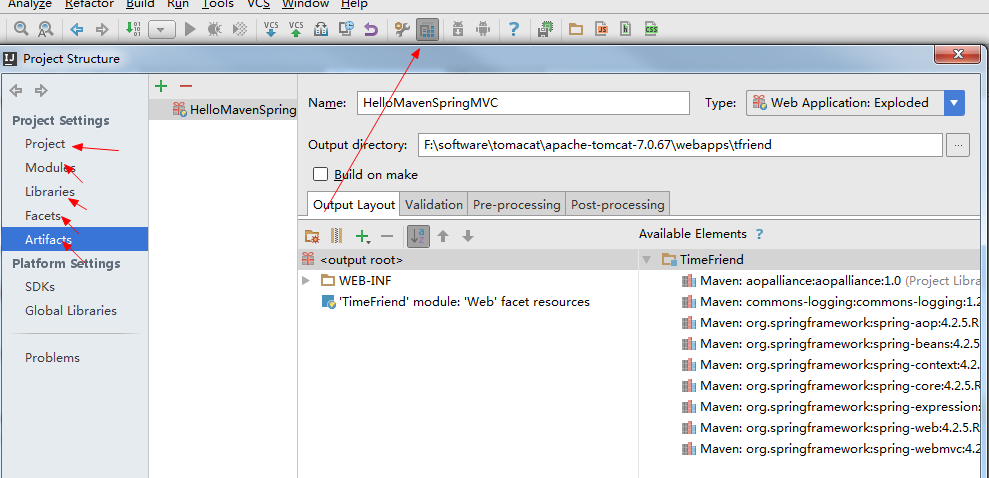 Analyze Refactor Build Run Tools VCS Window Help
VCS VCS JS h CSS
Project Structure
Project Settings
Project
Modules
Libraries
Facets
Artifacts
Platform Settings
SDKs
Global Libraries
Problems
HelloMavenSpring
Name: HelloMavenSpringMVC Type: Web Application: Exploded
Output directory: F:\software\tomacat\apache-tomcat-7.0.67\webapps\tfriend ...
Build on make
Output Layout Validation Pre-processing Post-processing
Available Elements ?
<output root>
WEB-INF
'TimeFriend' module: 'Web' facet resources
TimeFriend
Maven: aopalliance:aopalliance:1.0 (Project Libra
Maven: commons-logging:commons-logging:1.2
Maven: org.springframework:spring-aop:4.2.5.R
Maven: org.springframework:spring-beans:4.2.5
Maven: org.springframework:spring-context:4.2.
Maven: org.springframework:spring-core:4.2.5.R
Maven: org.springframework:spring-expression:
Maven: org.springframework:spring-web:4.2.5.R
Maven: org.springframework:spring-webmvc:4.2